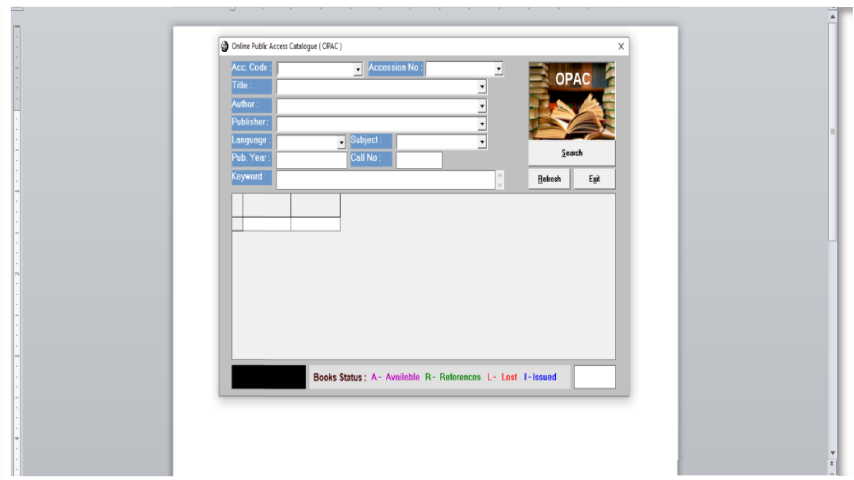 Online Public Access Catalogue ( OPAC )
X
Acc. Code : Accession No :
Title :
Author :
Publisher:
Language : Subject :
Pub. Year: Call No :
Keyword
OPAC
Search
Refresh Exit
Books Status : A - Available R - References L - Lost I - Issued